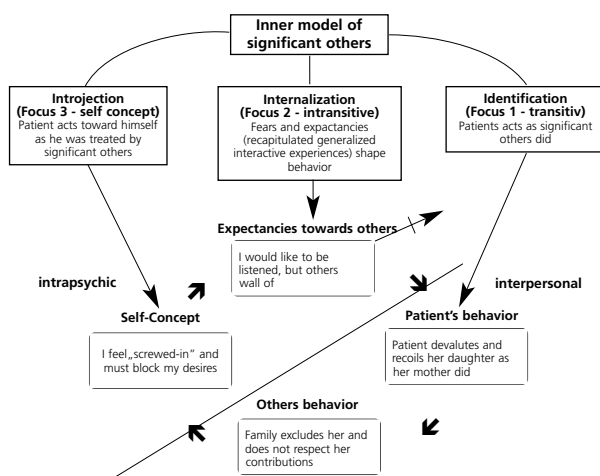 Inner model of
significant others
Introjection
(Focus 3 - self concept)
Patient acts toward himself
as he was treated by
significant others
Internalization
(Focus 2 - intransitive)
Fears and expactancies
(recapitulated generalized
interactive experiences) shape
behavior
Identification
(Focus 1 - transitiv)
Patients acts as significant
others did
Expectancies towards others
I would like to be
listened, but others
wall of
intrapsychic
interpersonal
Self-Concept
I feel„screwed-in“ and
must block my desires
Patient's behavior
Patient devalutes and
recoils her daughter as
her mother did
Others behavior
Family excludes her and
does not respect her
contributions